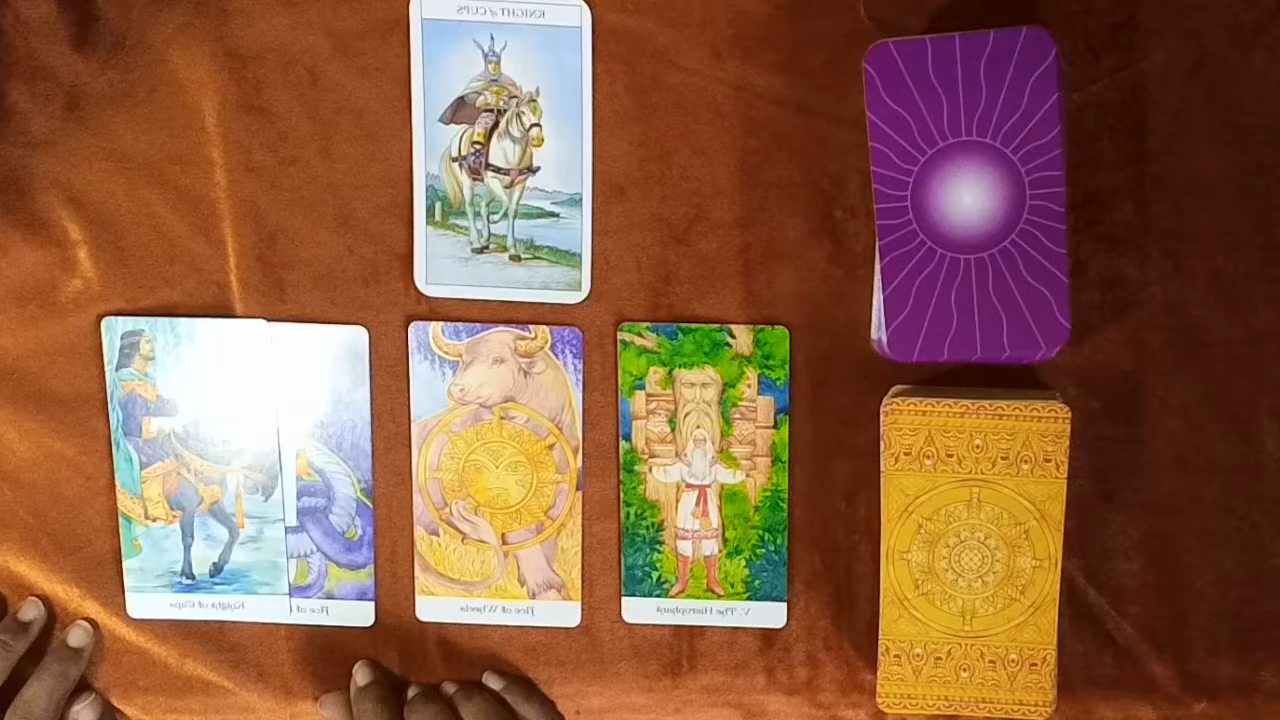 KNIGHT of CUPS
Knight of Cups
Ace of
Ace of Wheels
V. The Hierophant